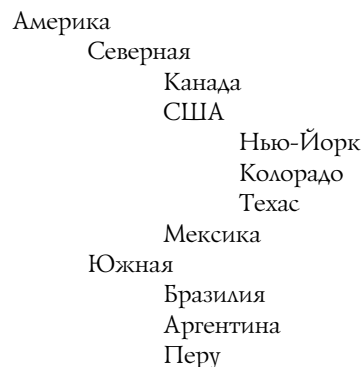 Америка
Северная
Канада
США
Нью-Йорк
Колорадо
Техас
Мексика
Южная
Бразилия
Аргентина
Перу